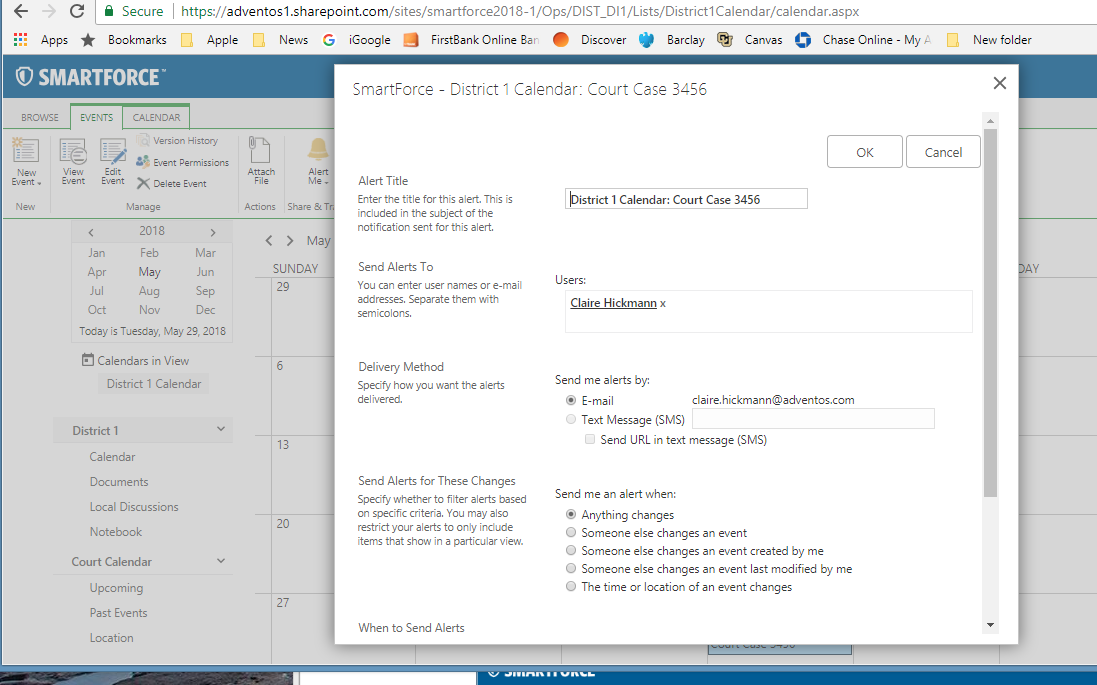 Secure https://adventos1.sharepoint.com/sites/smartforce2018-1/Ops/DIST_DI1/Lists/District1Calendar/calendar.aspx
Apps Bookmarks Apple News iGoogle FirstBank Online Ban Discover Barclay Canvas Chase Online - My A New folder
SMARTFORCE
BROWSE EVENTS CALENDAR
New Event
View Event
Edit Event
Version History
Event Permissions
Delete Event
Attach File
Alert Me
New Manage Actions Share & Tr
2018
Jan Feb Mar
Apr May Jun
Jul Aug Sep
Oct Nov Dec
Today is Tuesday, May 29, 2018
Calendars in View
District 1 Calendar
District 1
Calendar
Documents
Local Discussions
Notebook
Court Calendar
Upcoming
Past Events
Location
May
SUNDAY
DAY
29
6
13
20
27
SmartForce - District 1 Calendar: Court Case 3456
OK Cancel
Alert Title
Enter the title for this alert. This is
included in the subject of the
notification sent for this alert.
District 1 Calendar: Court Case 3456
Send Alerts To
You can enter user names or e-mail
addresses. Separate them with
semicolons.
Users:
Claire Hickmann x
Delivery Method
Specify how you want the alerts
delivered.
Send me alerts by:
E-mail claire.hickmann@adventos.com
Text Message (SMS)
Send URL in text message (SMS)
Send Alerts for These Changes
Specify whether to filter alerts based
on specific criteria. You may also
restrict your alerts to only include
items that show in a particular view.
Send me an alert when:
Anything changes
Someone else changes an event
Someone else changes an event created by me
Someone else changes an event last modified by me
The time or location of an event changes
When to Send Alerts
Court Case 3456
SMARTFORCE